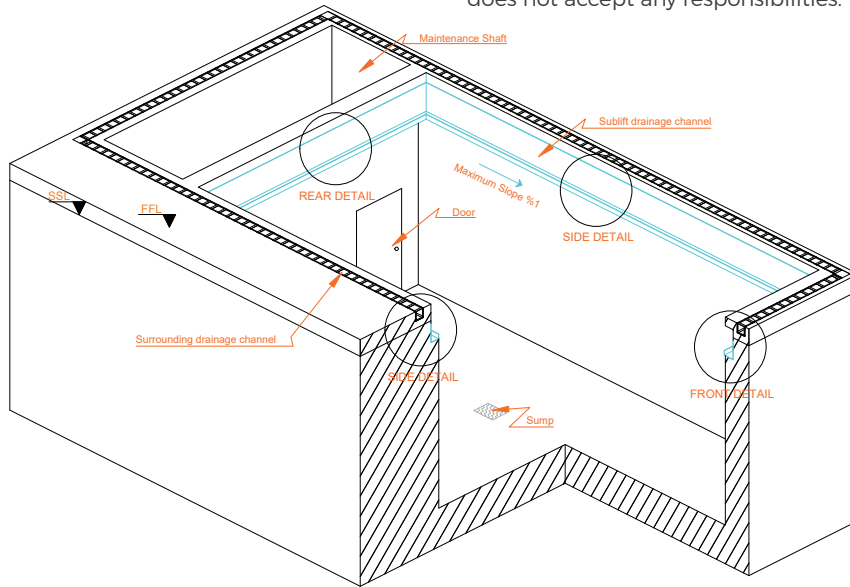 does not accept any responsibilities.
Maintenance Shaft
Sublift drainage channel
Maximum Slope %1
REAR DETAIL
SSL
FFL
Door
SIDE DETAIL
Surrounding drainage channel
SIDE DETAIL
FRONT DETAIL
Sump